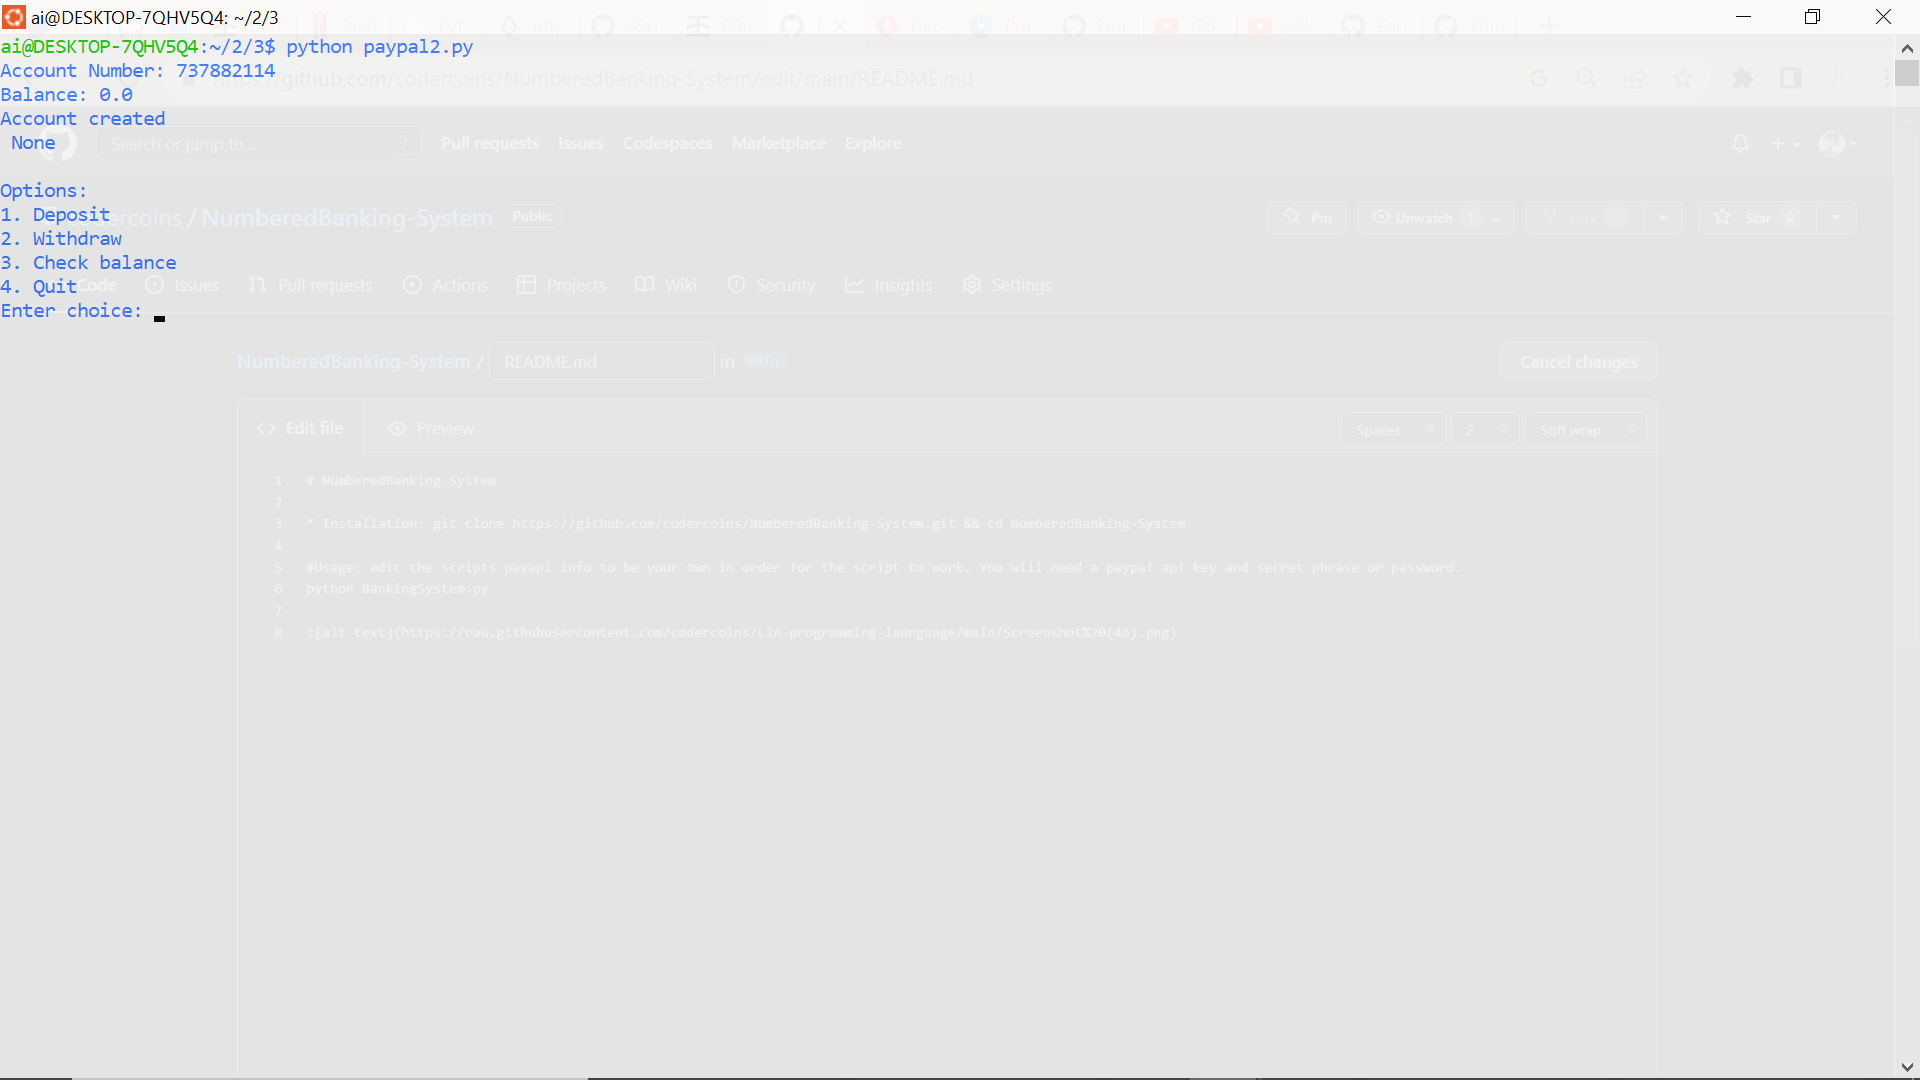 ai@DESKTOP-7QHV5Q4: ~/2/3
ai@DESKTOP-7QHV5Q4:~/2/3$ python paypal2.py
Account Number: 737882114
github.com/codercoins/NumberedBanking-System/edit/main/README.md
Balance: 0.0
Account created
None
Search or jump to... /
Pull requests Issues Codespaces Marketplace Explore
Options:
1. Deposit
ercoins / NumberedBanking-System Public
Pin Unwatch 1 Fork Star 0
2. Withdraw
3. Check balance
4. Quit
Code Issues Pull requests Actions Projects Wiki Security Insights Settings
Enter choice:
NumberedBanking-System / README.md in main Cancel changes
Edit file Preview Spaces 2 Soft wrap
1 # NumberedBanking-System
2
3 * Installation: git clone https://github.com/codercoins/NumberedBanking-System.git && cd NumberedBanking-System
4
5 #Usage: edit the scripts payapi info to be your own in order for the script to work. You will need a paypal api key and secret phrase or password.
6 python BankingSystem.py
7
8 ![alt text](https://raw.githubusercontent.com/codercoins/LIA-programming-launguage/main/Screenshot%20(46).png)